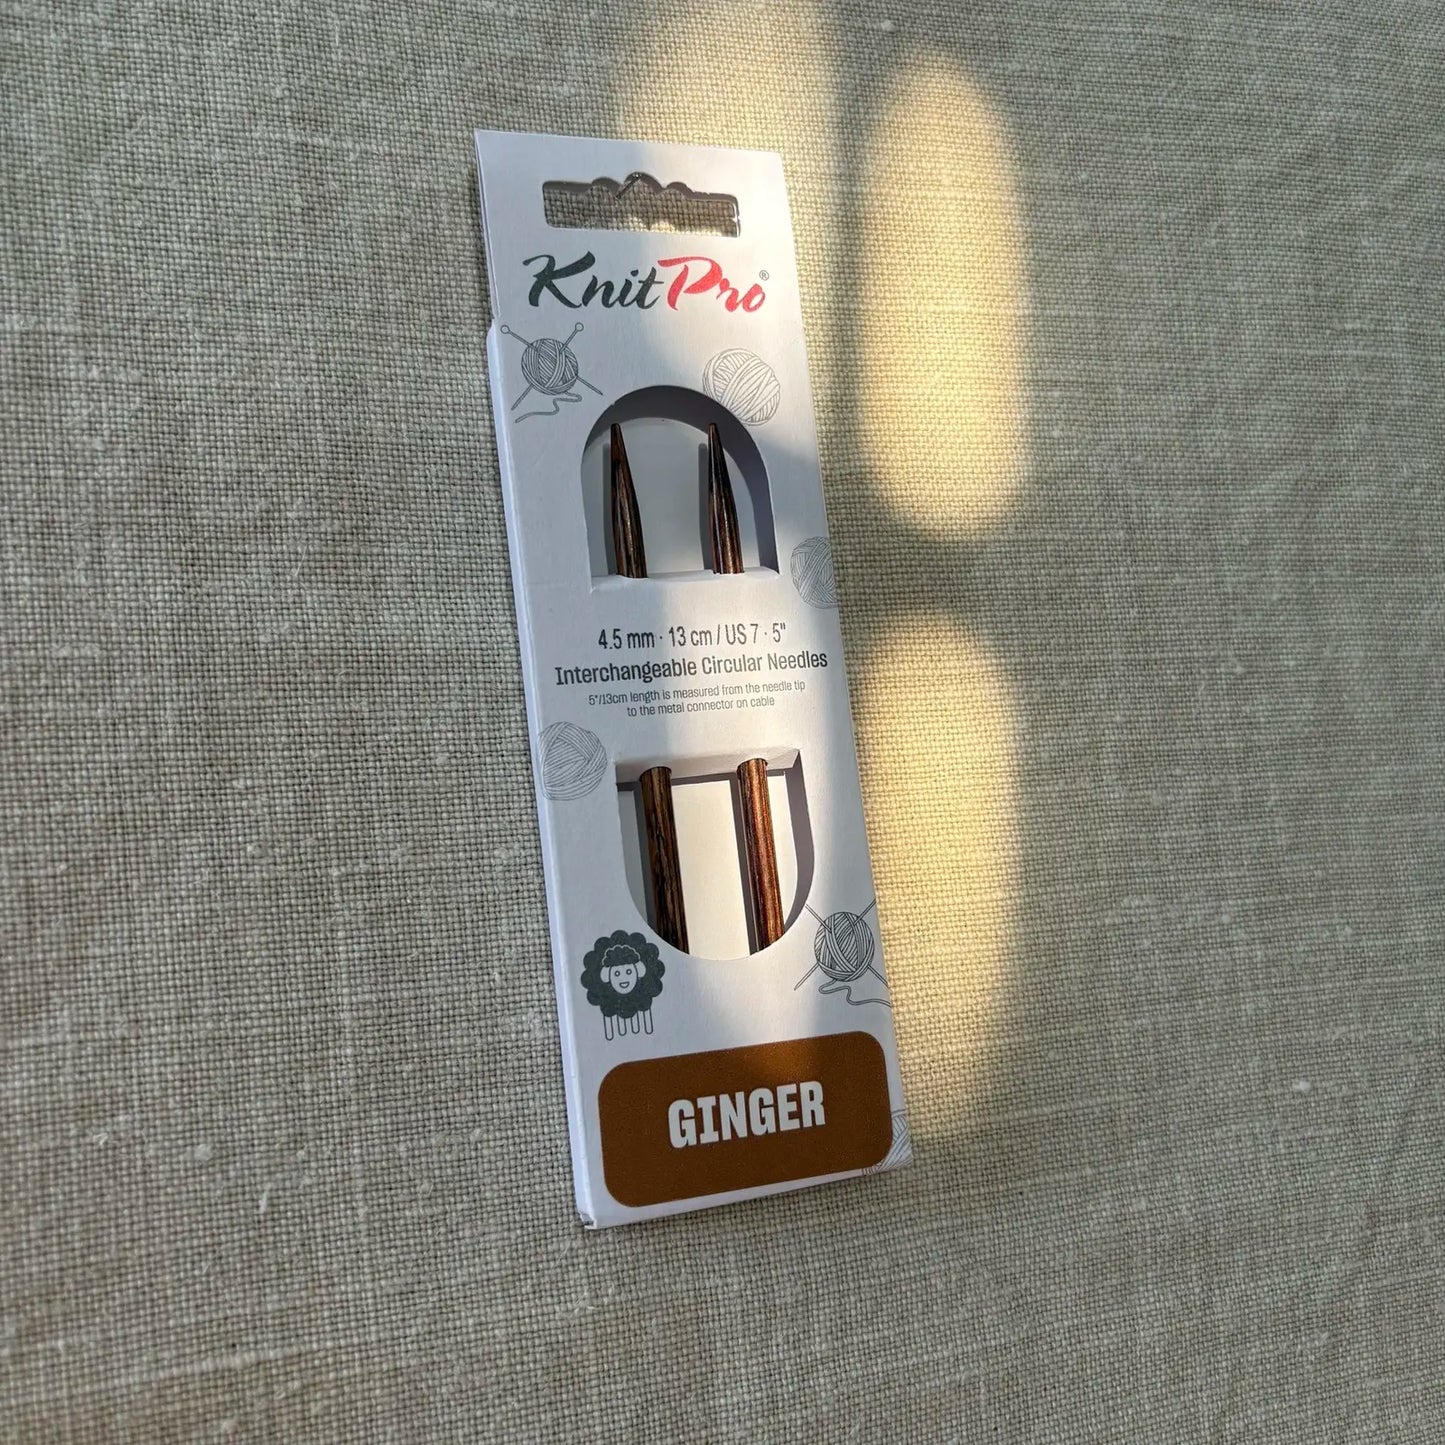 KnitPro®
4.5 mm · 13 cm / US 7 · 5"
Interchangeable Circular Needles
5"/13cm length is measured from the needle tip
to the metal connector on cable
GINGER